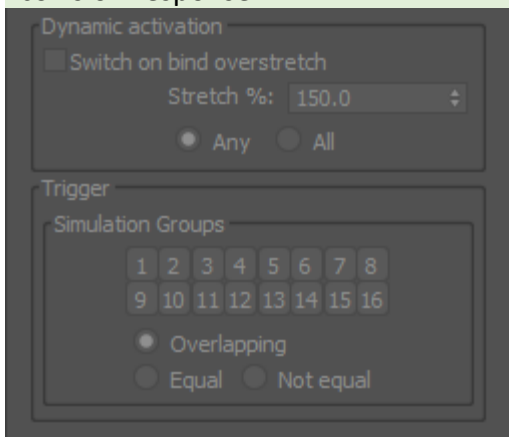 Dynamic activation
Switch on bind overstretch
Stretch %: 150.0
Any All
Trigger
Simulation Groups
1 2 3 4 5 6 7 8
9 10 11 12 13 14 15 16
Overlapping
Equal Not equal